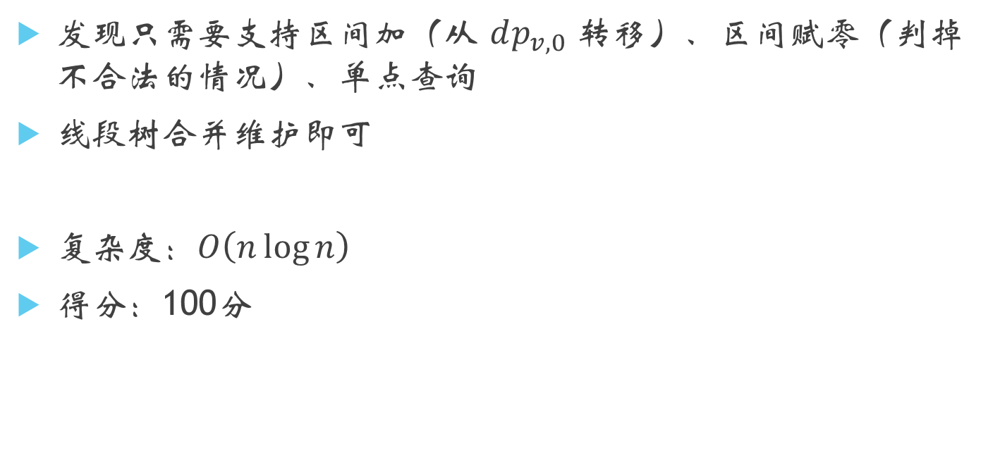 发现只需要支持区间加（从 dp_{v,0} 转移）、区间赋零（判掉
不合法的情况）、单点查询
线段树合并维护即可
复杂度：O(n log n)
得分：100分